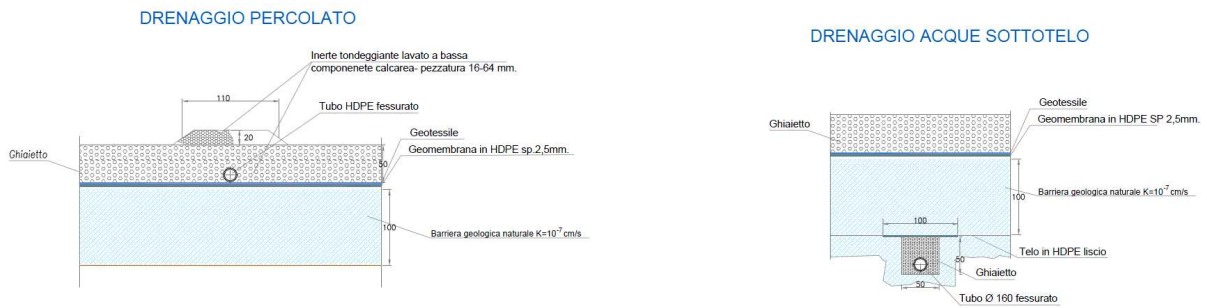 DRENAGGIO PERCOLATO
Inerte tondeggiante lavato a bassa
componenete calcarea- pezzatura 16-64 mm.
110
Tubo HDPE fessurato
20
Geotessile
Ghiaietto
50
Geomembrana in HDPE sp.2,5mm.
100
Barriera geologica naturale K=10-7 cm/s
DRENAGGIO ACQUE SOTTOTELO
Geotessile
Ghiaietto
Geomembrana in HDPE SP 2,5mm.
Barriera geologica naturale K=10-7 cm/s
100
100
Telo in HDPE liscio
50
Ghiaietto
50
Tubo Ø 160 fessurato